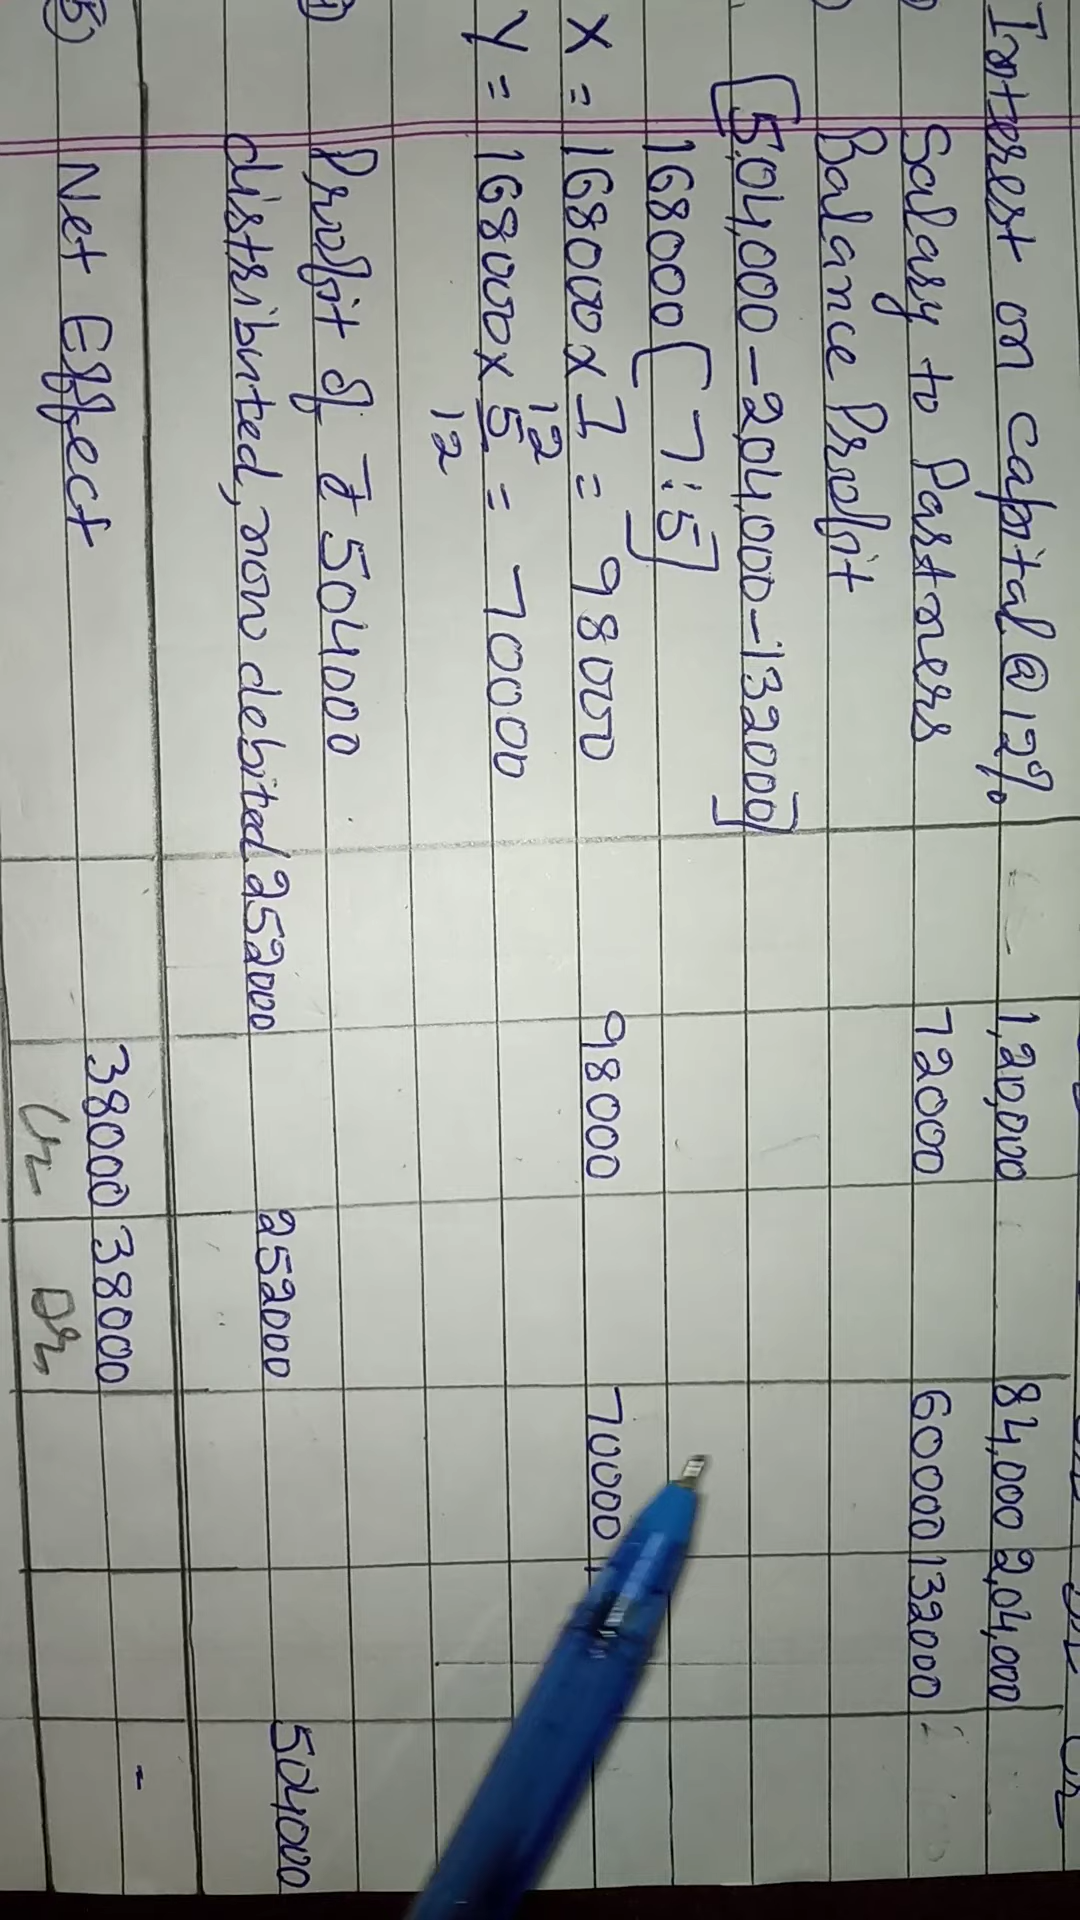 Interest on capital @ 12% 1,20,000 84,000 2,04,000
Salary to Partners 72000 60000 132000
Balance Profit
[5,04,000-2,04,000-132000]
168000 [7:5]
X = 168000 x 7 = 98000 98000 70000
12
Y = 168000 x 5 = 70000
12
Profit of ₹ 504000
distributed, now debited 252000 252000 504000
5) Net Effect 38000 38000 -
Cr Dr.